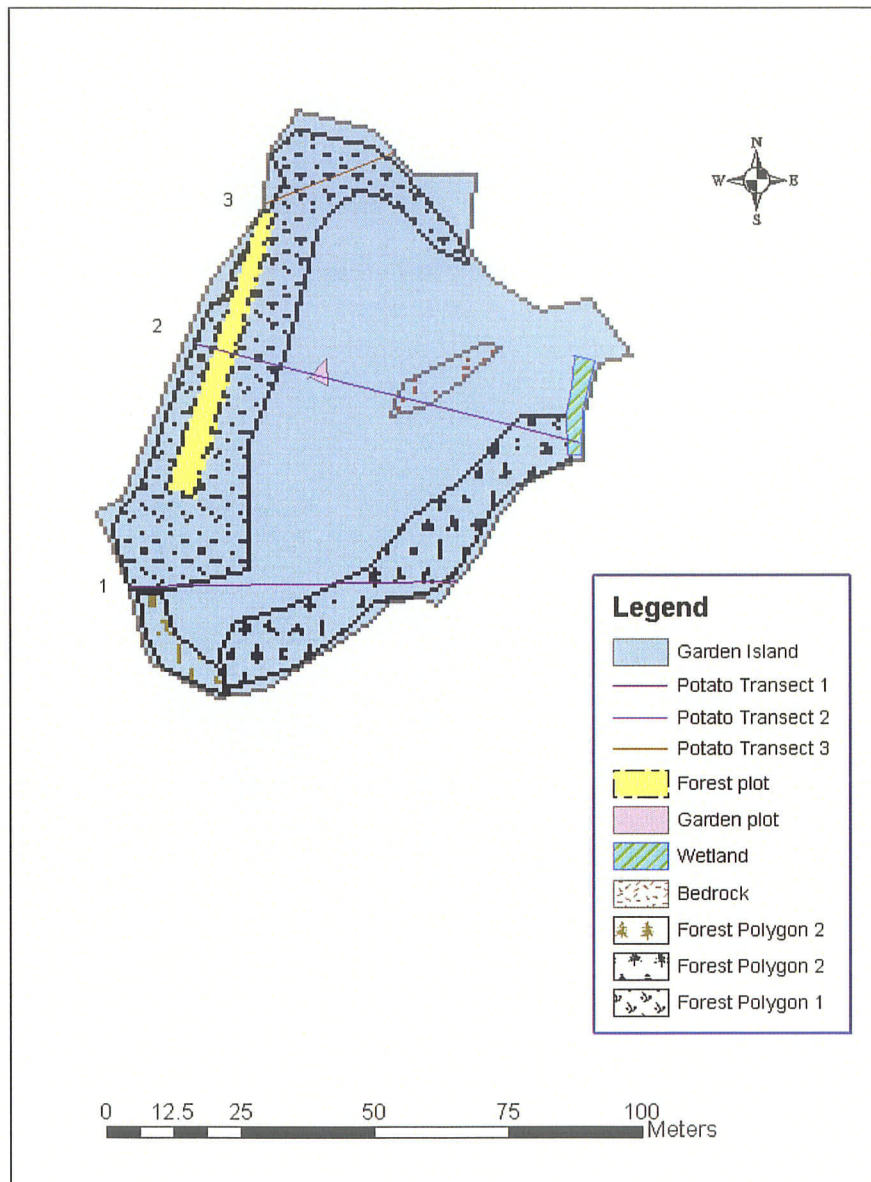 N
W E
S
3
2
1
Legend
Garden Island
Potato Transect 1
Potato Transect 2
Potato Transect 3
Forest plot
Garden plot
Wetland
Bedrock
Forest Polygon 2
Forest Polygon 2
Forest Polygon 1
0 12.5 25 50 75 100
Meters